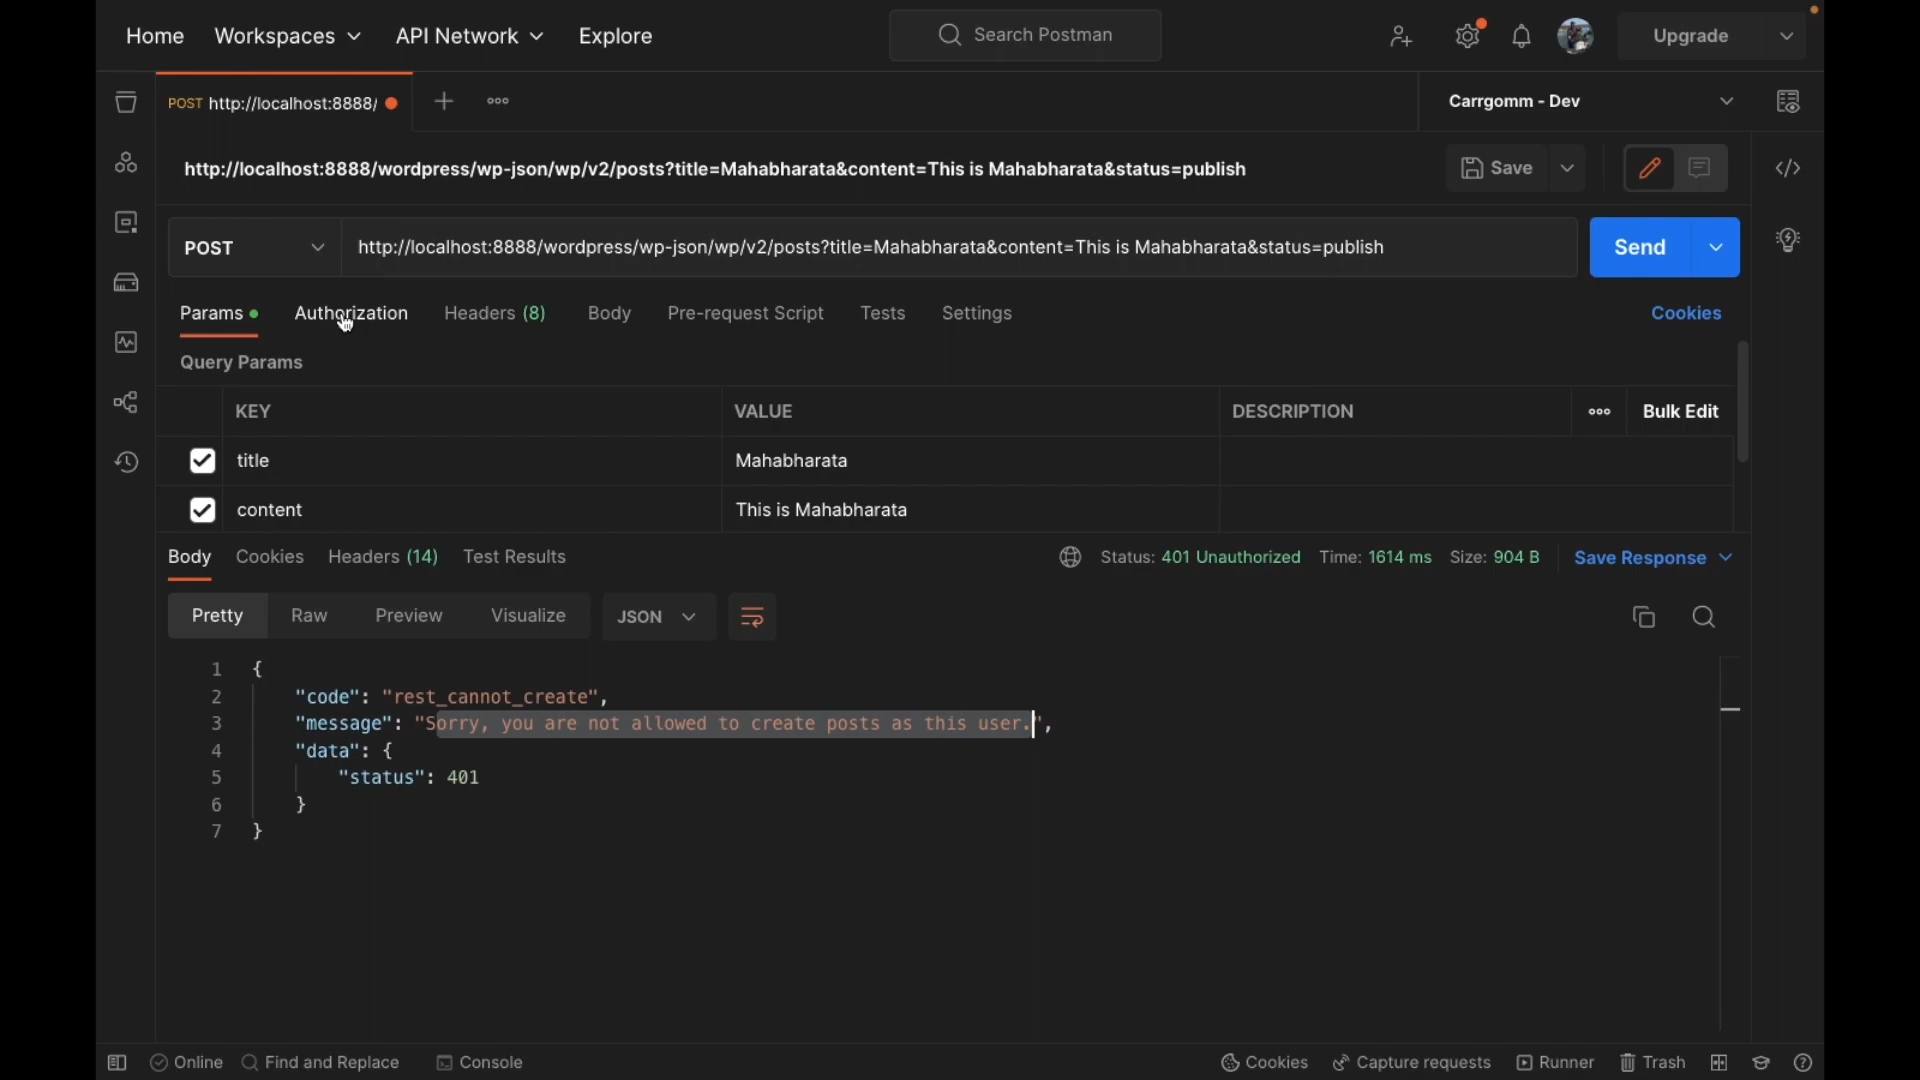 Home Workspaces API Network Explore Search Postman Upgrade
POST http://localhost:8888/ Carrgomm - Dev
http://localhost:8888/wordpress/wp-json/wp/v2/posts?title=Mahabharata&content=This is Mahabharata&status=publish Save
POST http://localhost:8888/wordpress/wp-json/wp/v2/posts?title=Mahabharata&content=This is Mahabharata&status=publish Send
Params Authorization Headers (8) Body Pre-request Script Tests Settings Cookies
Query Params
KEY VALUE DESCRIPTION Bulk Edit
title Mahabharata
content This is Mahabharata
Body Cookies Headers (14) Test Results Status: 401 Unauthorized Time: 1614 ms Size: 904 B Save Response
Pretty Raw Preview Visualize JSON
1 {
2 "code": "rest_cannot_create",
3 "message": "Sorry, you are not allowed to create posts as this user.",
4 "data": {
5 "status": 401
6 }
7 }
Online Find and Replace Console Cookies Capture requests Runner Trash